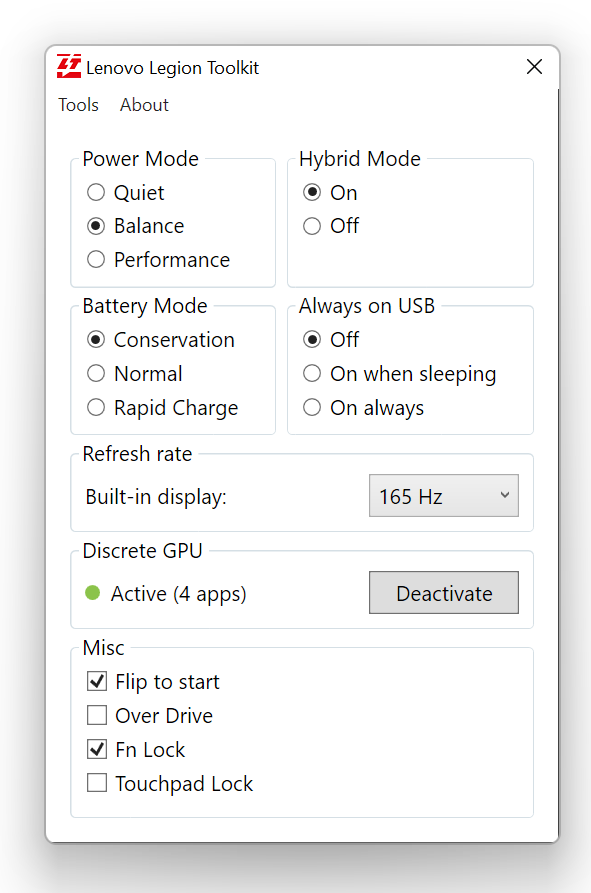 Lenovo Legion Toolkit
Tools About
Power Mode
Quiet
Balance
Performance
Hybrid Mode
On
Off
Battery Mode
Conservation
Normal
Rapid Charge
Always on USB
Off
On when sleeping
On always
Refresh rate
Built-in display: 165 Hz
Discrete GPU
Active (4 apps) Deactivate
Misc
Flip to start
Over Drive
Fn Lock
Touchpad Lock